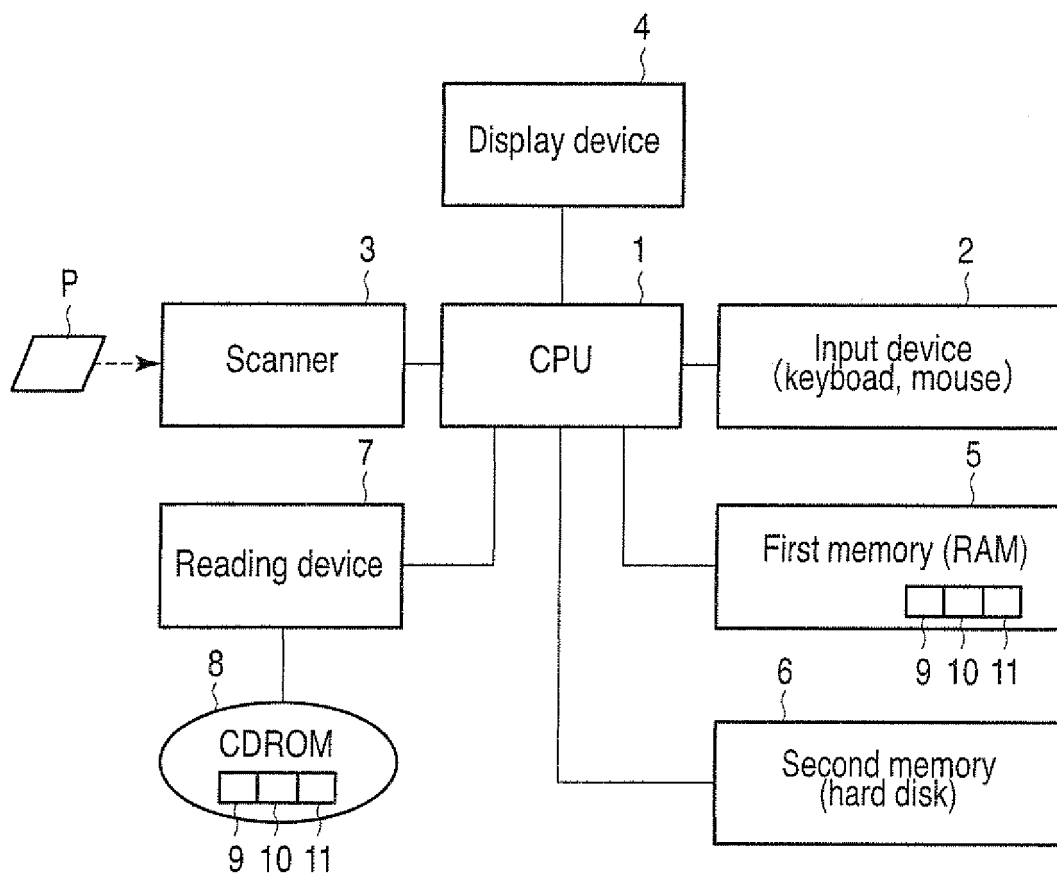 4
Display device
3
1
2
P
Scanner
CPU
Input device
(keyboad, mouse)
7
5
Reading device
First memory (RAM)
9 10 11
8
6
CDROM
Second memory
(hard disk)
9 10 11